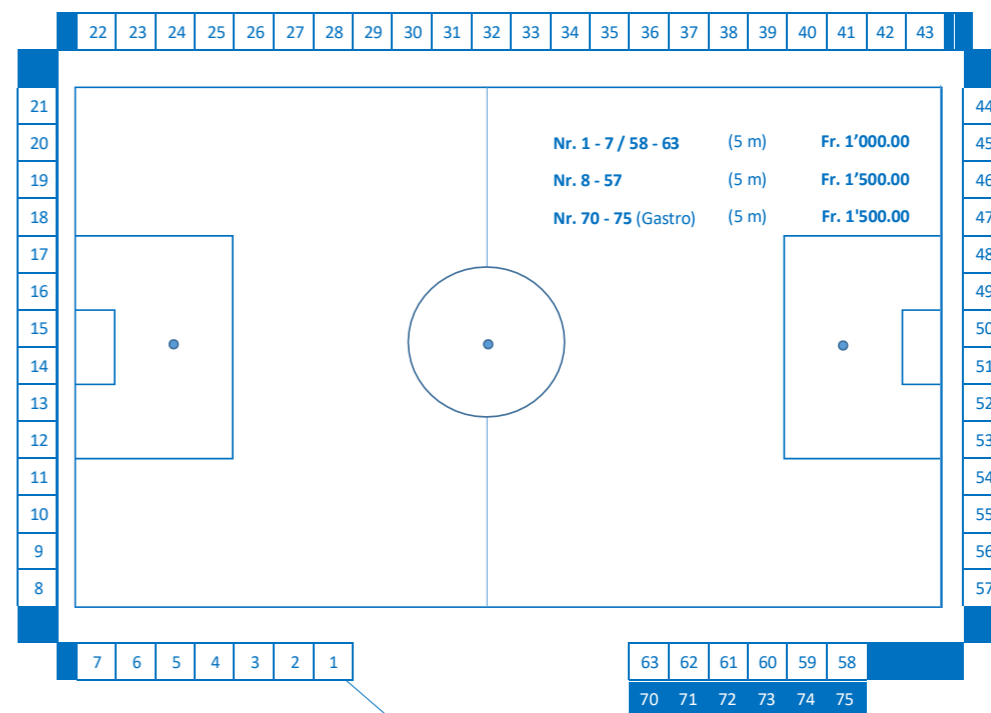 22 23 24 25 26 27 28 29 30 31 32 33 34 35 36 37 38 39 40 41 42 43
21 44
20 Nr. 1 - 7 / 58 - 63 (5 m) Fr. 1’000.00 45
19 Nr. 8 - 57 (5 m) Fr. 1’500.00 46
18 Nr. 70 - 75 (Gastro) (5 m) Fr. 1'500.00 47
17 48
16 49
15 50
14 51
13 52
12 53
11 54
10 55
9 56
8 57
7 6 5 4 3 2 1 63 62 61 60 59 58
70 71 72 73 74 75